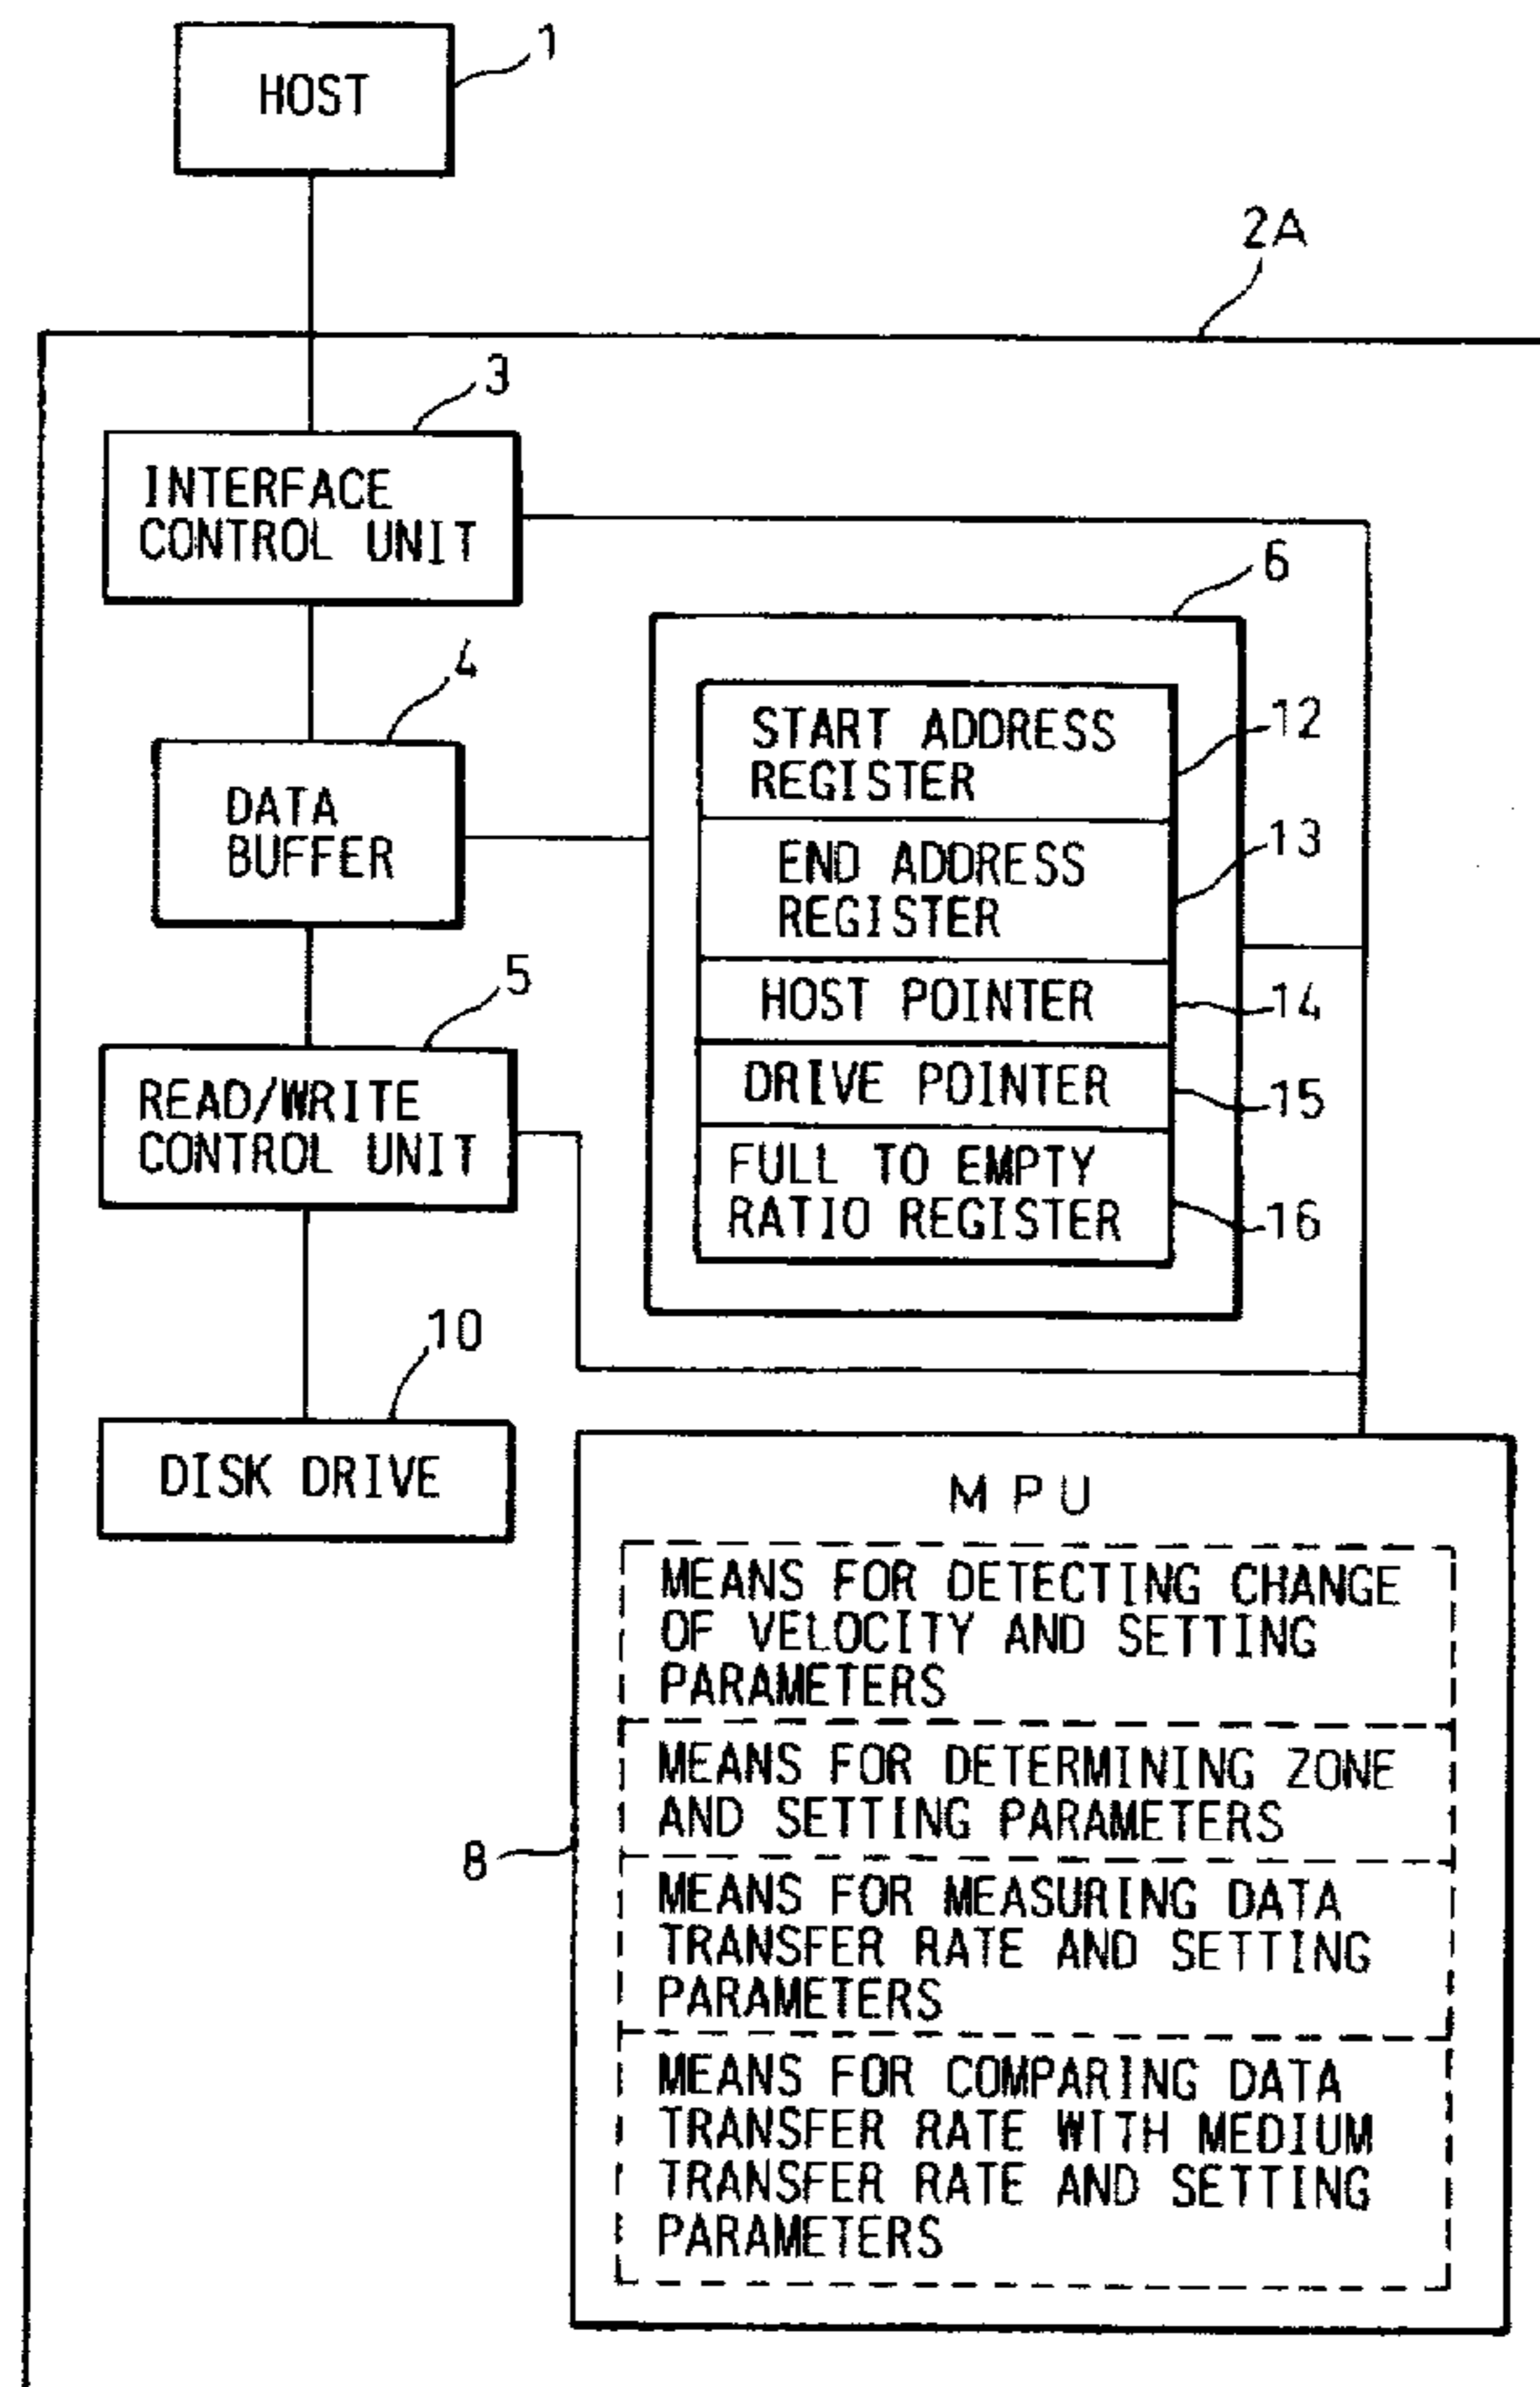 1
HOST
2A
3
INTERFACE
CONTROL UNIT
6
4
START ADDRESS
REGISTER
12
DATA
BUFFER
END ADDRESS
REGISTER
13
5
HOST POINTER
14
READ/WRITE
CONTROL UNIT
DRIVE POINTER
15
FULL TO EMPTY
RATIO REGISTER
16
10
DISK DRIVE
MPU
MEANS FOR DETECTING CHANGE
OF VELOCITY AND SETTING
PARAMETERS
MEANS FOR DETERMINING ZONE
AND SETTING PARAMETERS
8
MEANS FOR MEASURING DATA
TRANSFER RATE AND SETTING
PARAMETERS
MEANS FOR COMPARING DATA
TRANSFER RATE WITH MEDIUM
TRANSFER RATE AND SETTING
PARAMETERS